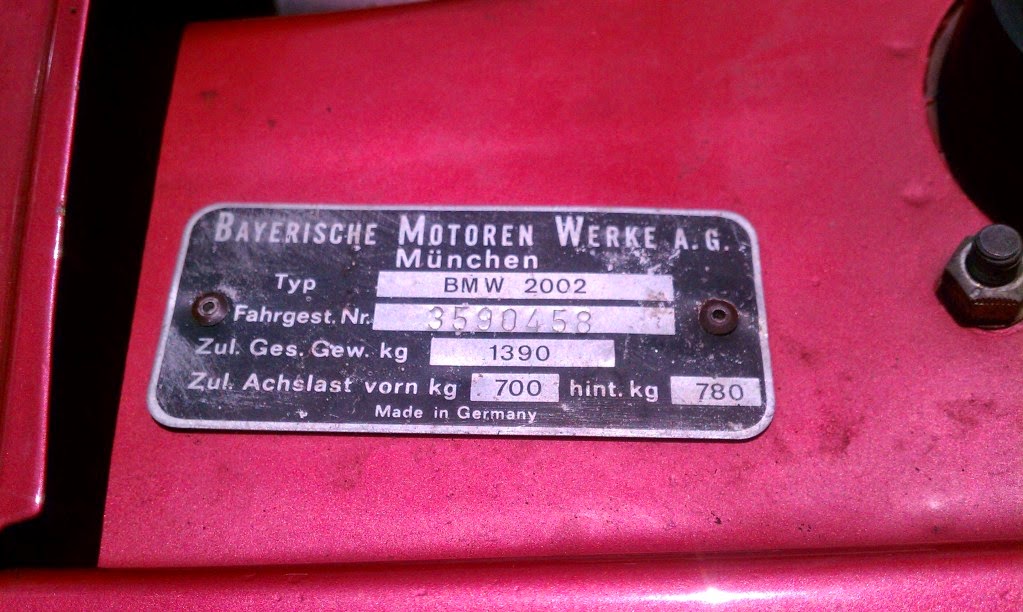 BAYERISCHE MOTOREN WERKE A.G.
München
Typ BMW 2002
Fahrgest. Nr. 3590458
Zul. Ges. Gew. kg 1390
Zul. Achslast vorn kg 700 hint. kg 780
Made in Germany